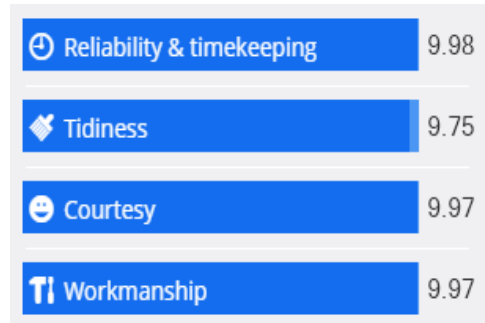 Reliability & timekeeping 9.98
Tidiness 9.75
Courtesy 9.97
Workmanship 9.97